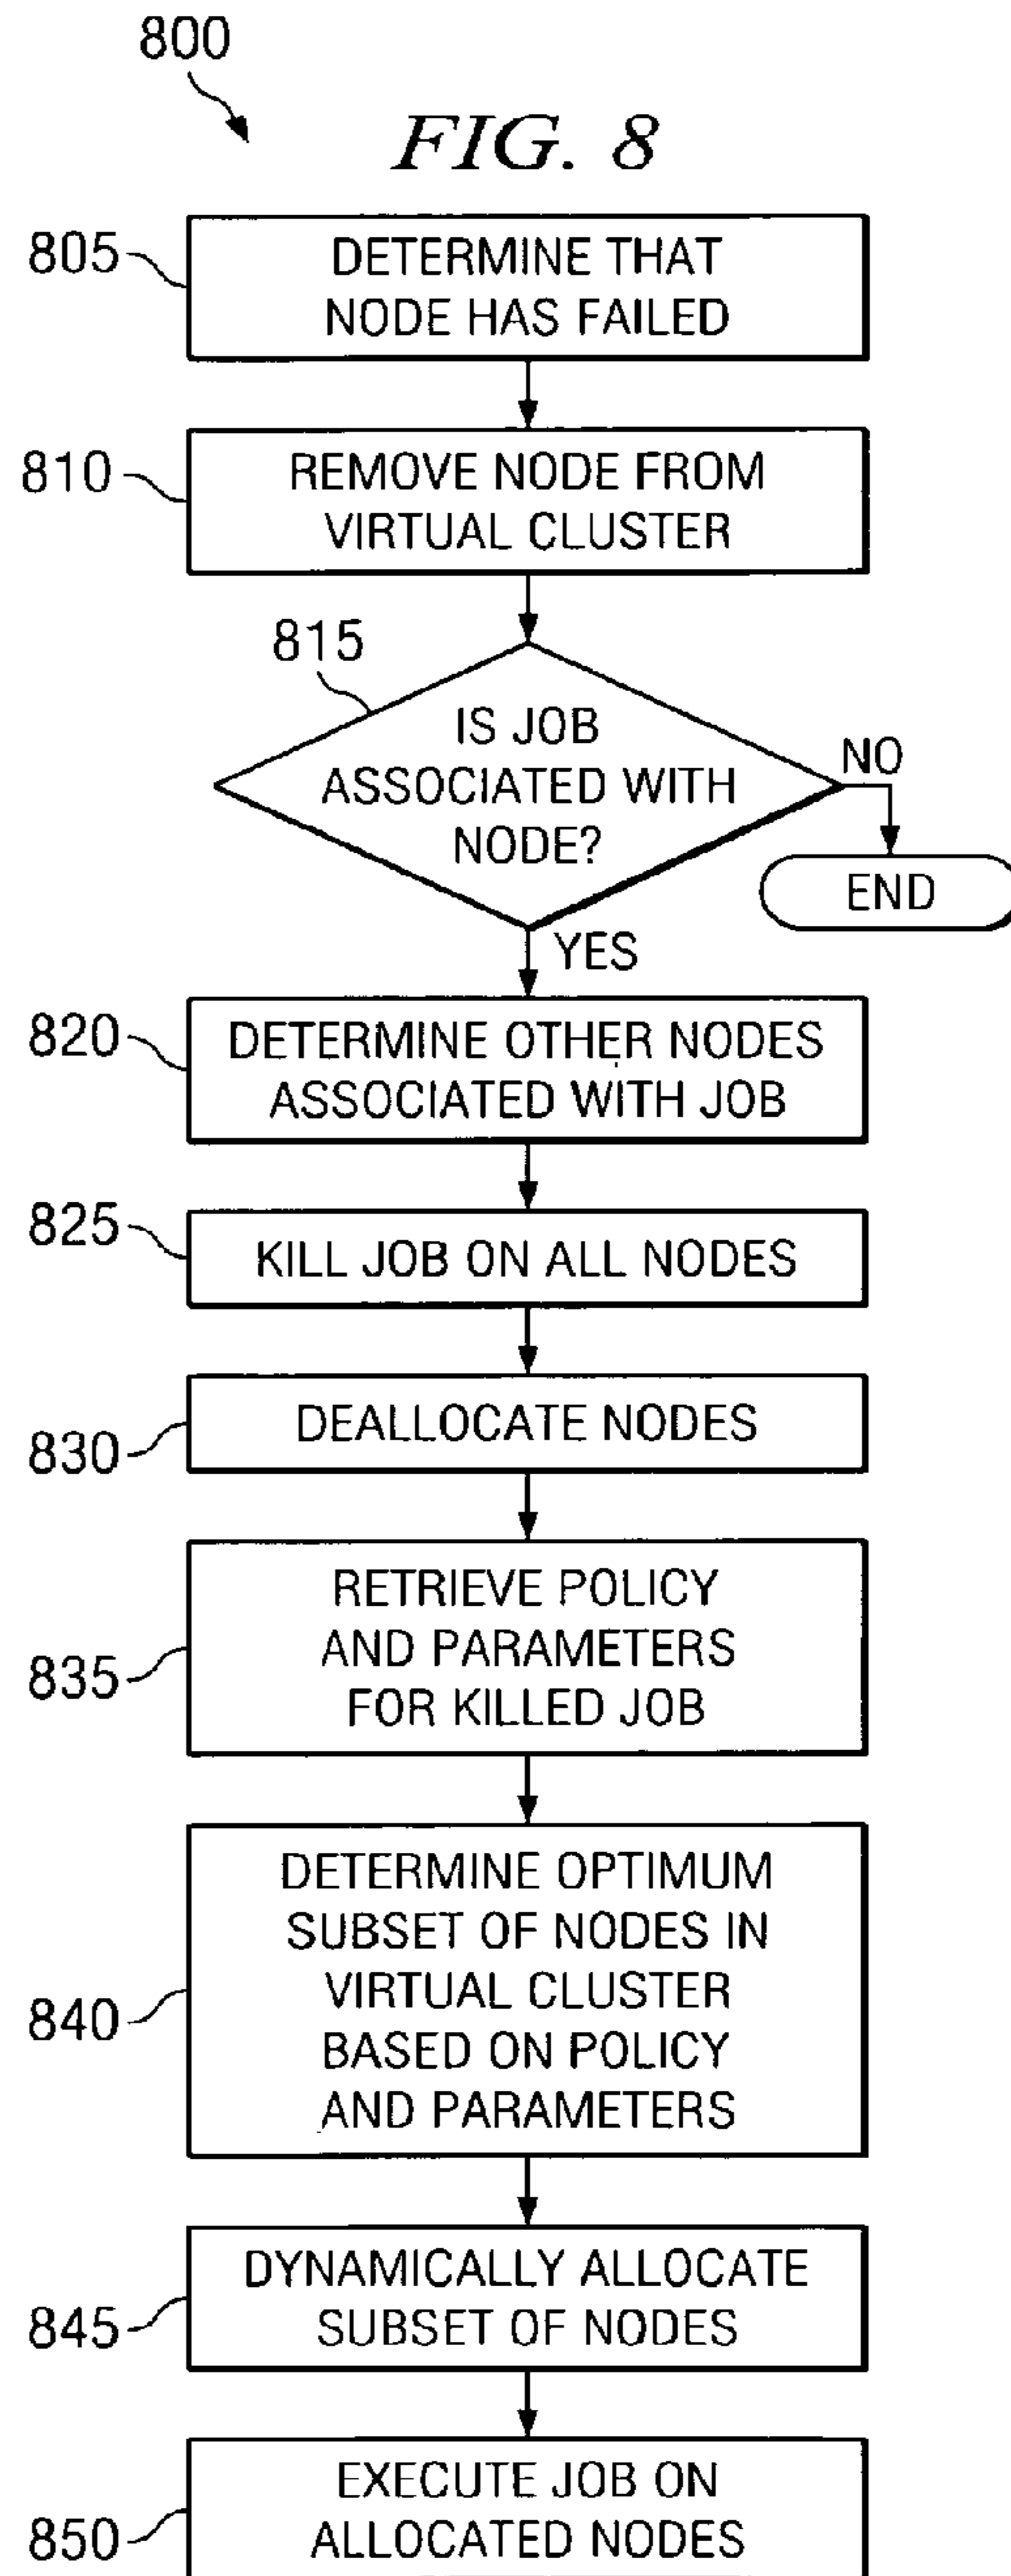 800
FIG. 8
805
DETERMINE THAT
NODE HAS FAILED
810
REMOVE NODE FROM
VIRTUAL CLUSTER
815
IS JOB
ASSOCIATED WITH
NODE?
NO
END
YES
820
DETERMINE OTHER NODES
ASSOCIATED WITH JOB
825
KILL JOB ON ALL NODES
830
DEALLOCATE NODES
835
RETRIEVE POLICY
AND PARAMETERS
FOR KILLED JOB
840
DETERMINE OPTIMUM
SUBSET OF NODES IN
VIRTUAL CLUSTER
BASED ON POLICY
AND PARAMETERS
845
DYNAMICALLY ALLOCATE
SUBSET OF NODES
850
EXECUTE JOB ON
ALLOCATED NODES